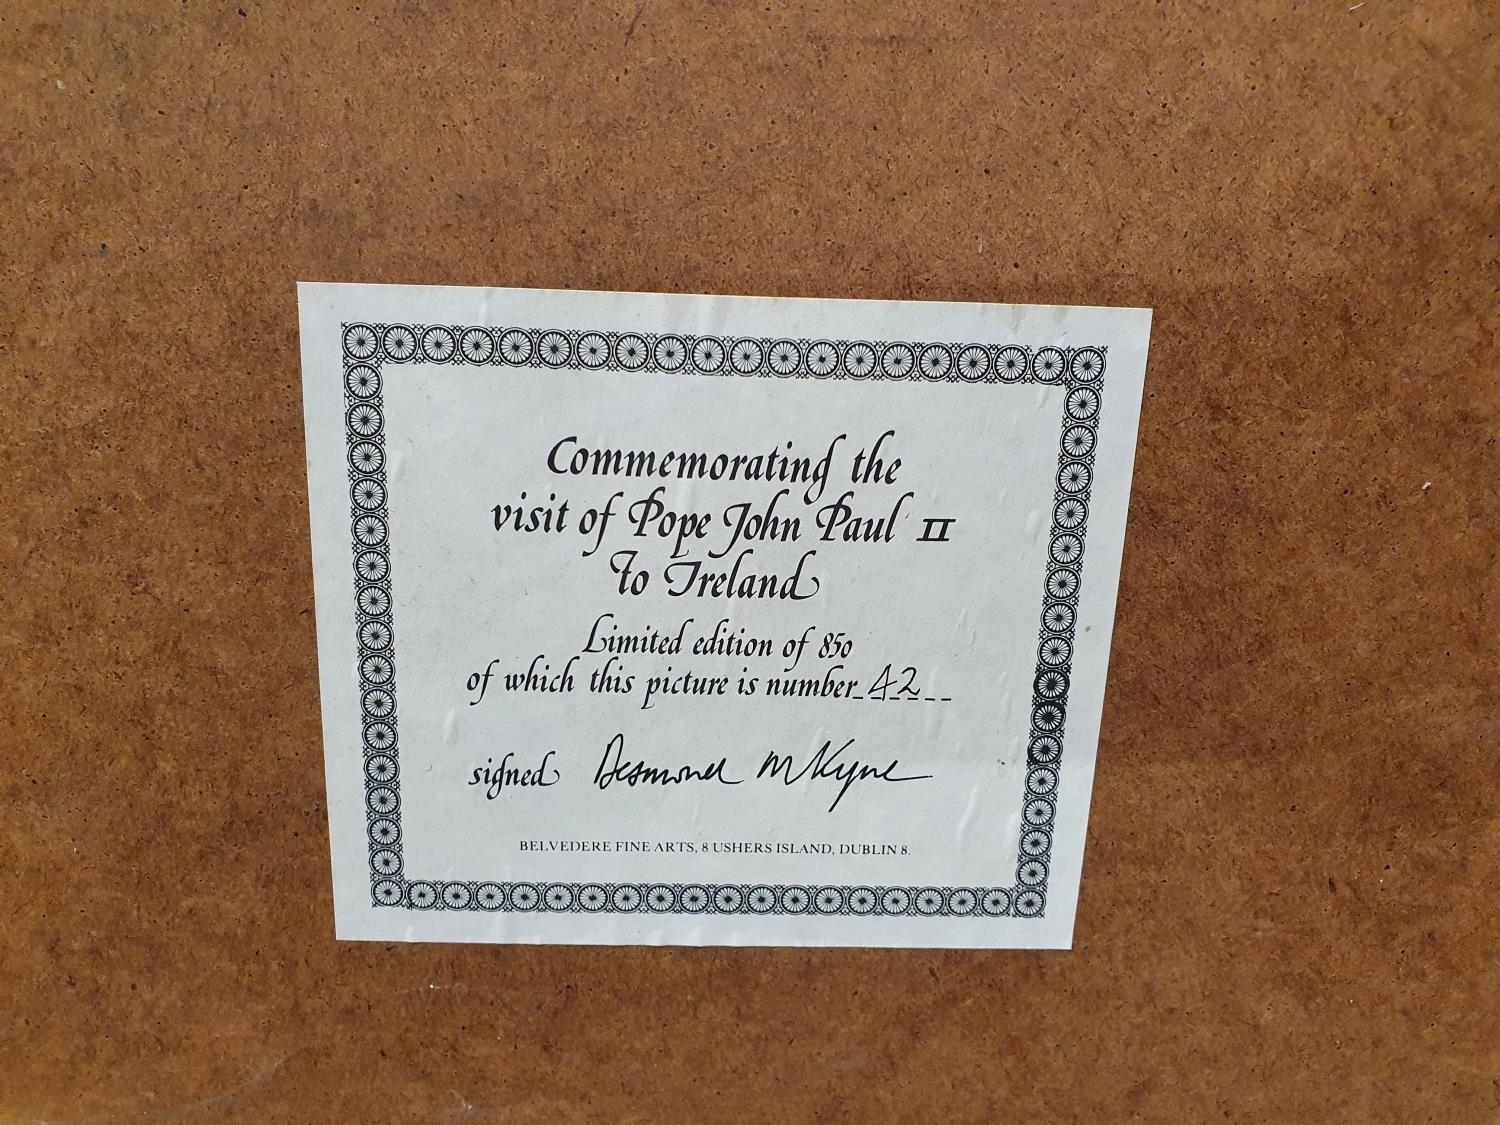 Commemorating the
visit of Pope John Paul II
To Ireland
Limited edition of 850
of which this picture is number 42
signed Desmond McKyne
BELVEDERE FINE ARTS, 8 USHERS ISLAND, DUBLIN 8.